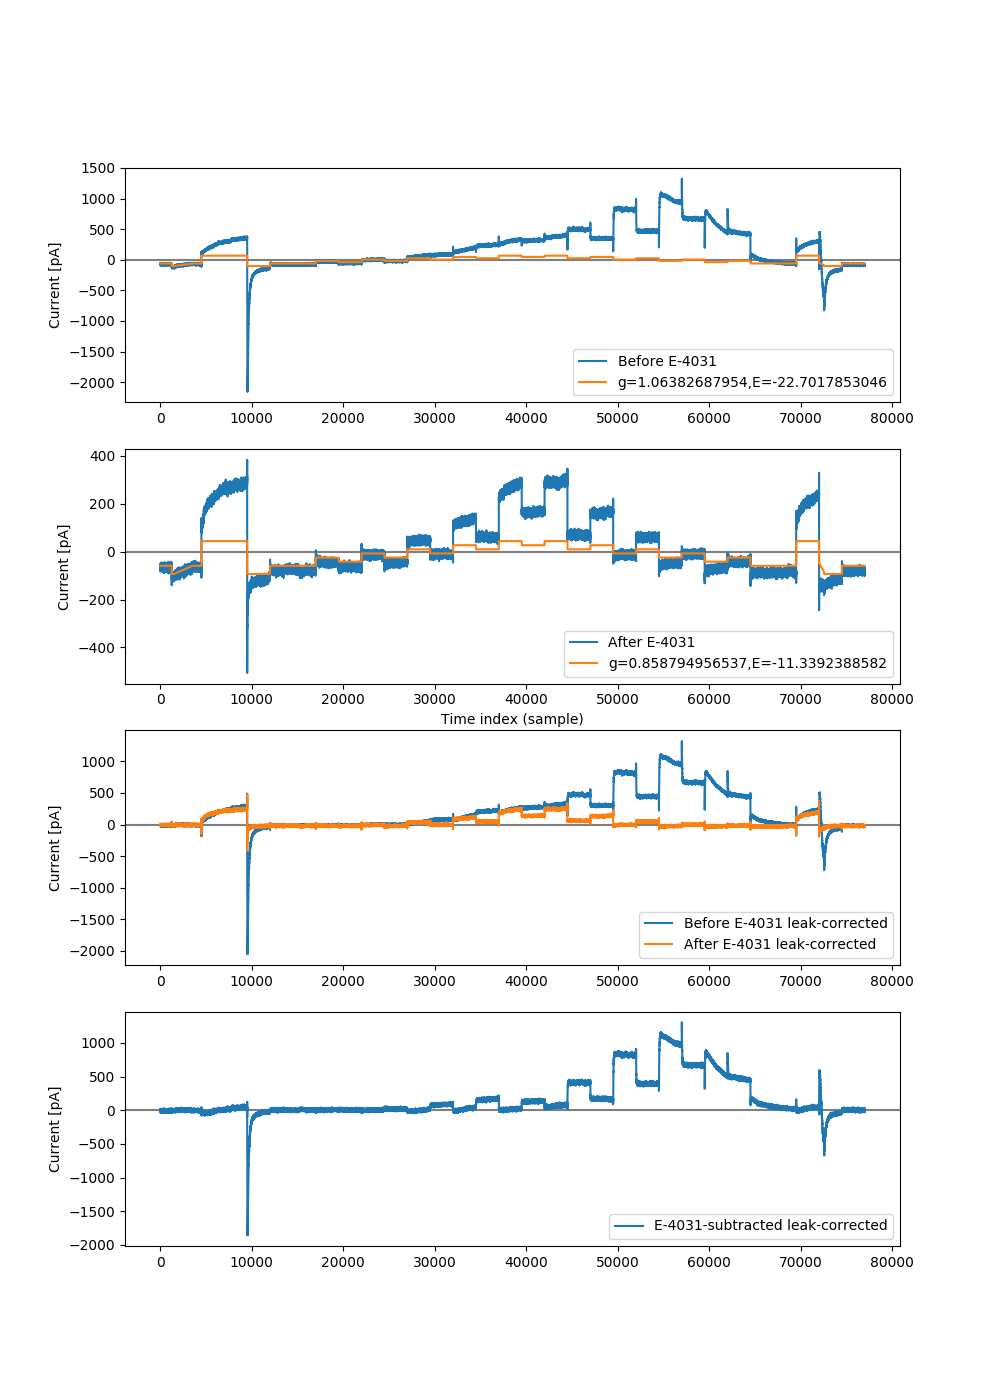 1500
1000
500
0
−500
−1000
−1500
−2000
Current [pA]
Before E-4031
g=1.06382687954,E=-22.7017853046
0 10000 20000 30000 40000 50000 60000 70000 80000
400
200
0
−200
−400
Current [pA]
After E-4031
g=0.858794956537,E=-11.3392388582
0 10000 20000 30000 40000 50000 60000 70000 80000
Time index (sample)
1000
500
0
−500
−1000
−1500
−2000
Current [pA]
Before E-4031 leak-corrected
After E-4031 leak-corrected
0 10000 20000 30000 40000 50000 60000 70000 80000
1000
500
0
−500
−1000
−1500
−2000
Current [pA]
E-4031-subtracted leak-corrected
0 10000 20000 30000 40000 50000 60000 70000 80000